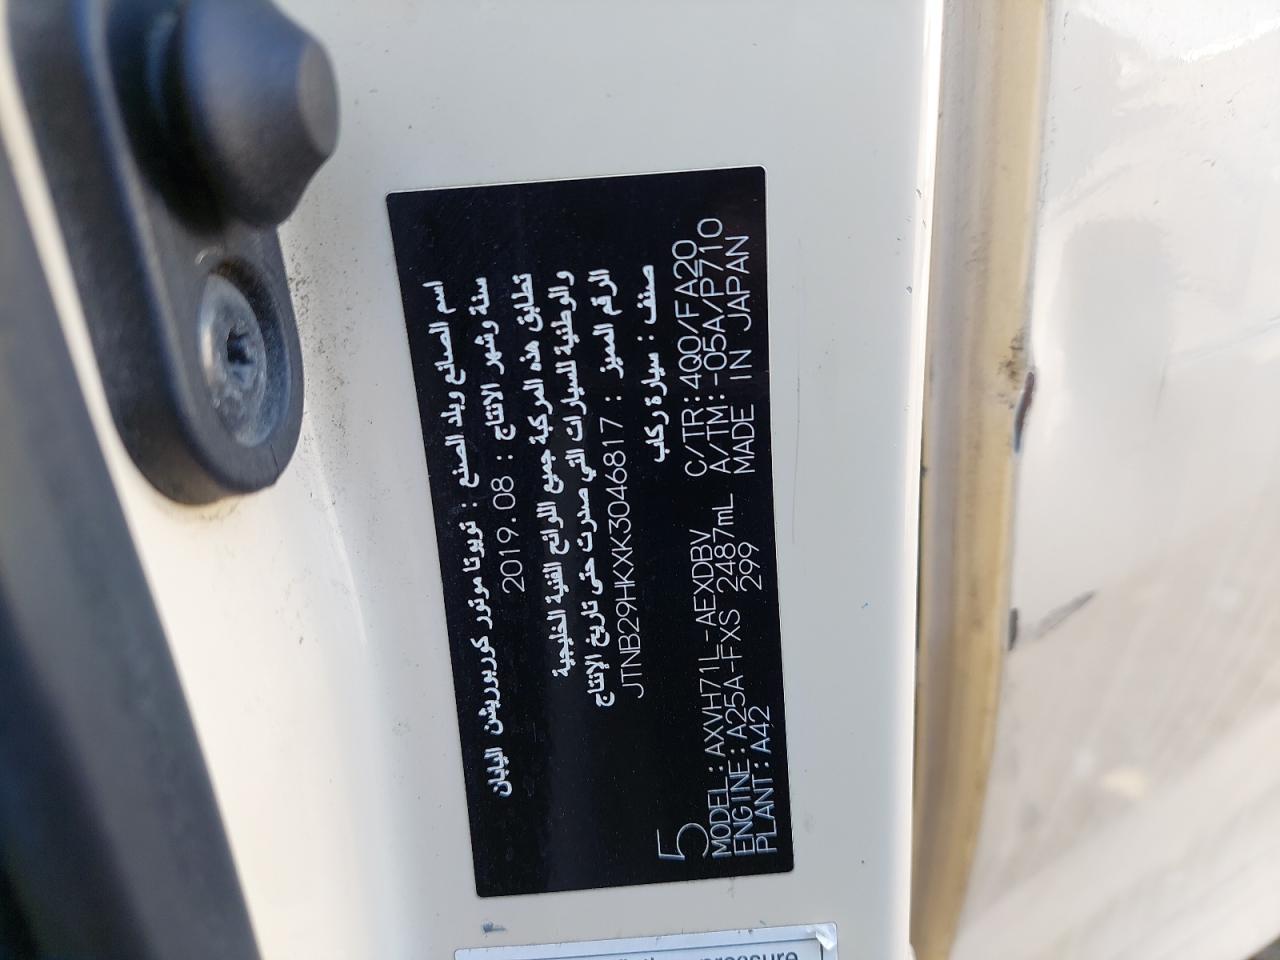 اسم الصانع وبلد الصنع : تويوتا موتور كوربوريشن اليابان
سنة وشهر الانتاج : 2019.08
تطابق هذه المركبة جميع اللوائح الفنية الخليجية
والوطنية للسيارات التي صدرت حتى تاريخ الإنتاج
الرقم المميز : JTNB29HKXK3046817
صنف : سيارة ركاب
5
MODEL:AXVH71L-AEXDBV C/TR:4Q0/FA20
ENGINE:A25A-FXS 2487mL A/TM:-05A/P710
PLANT:A42 299 MADE IN JAPAN
pressure